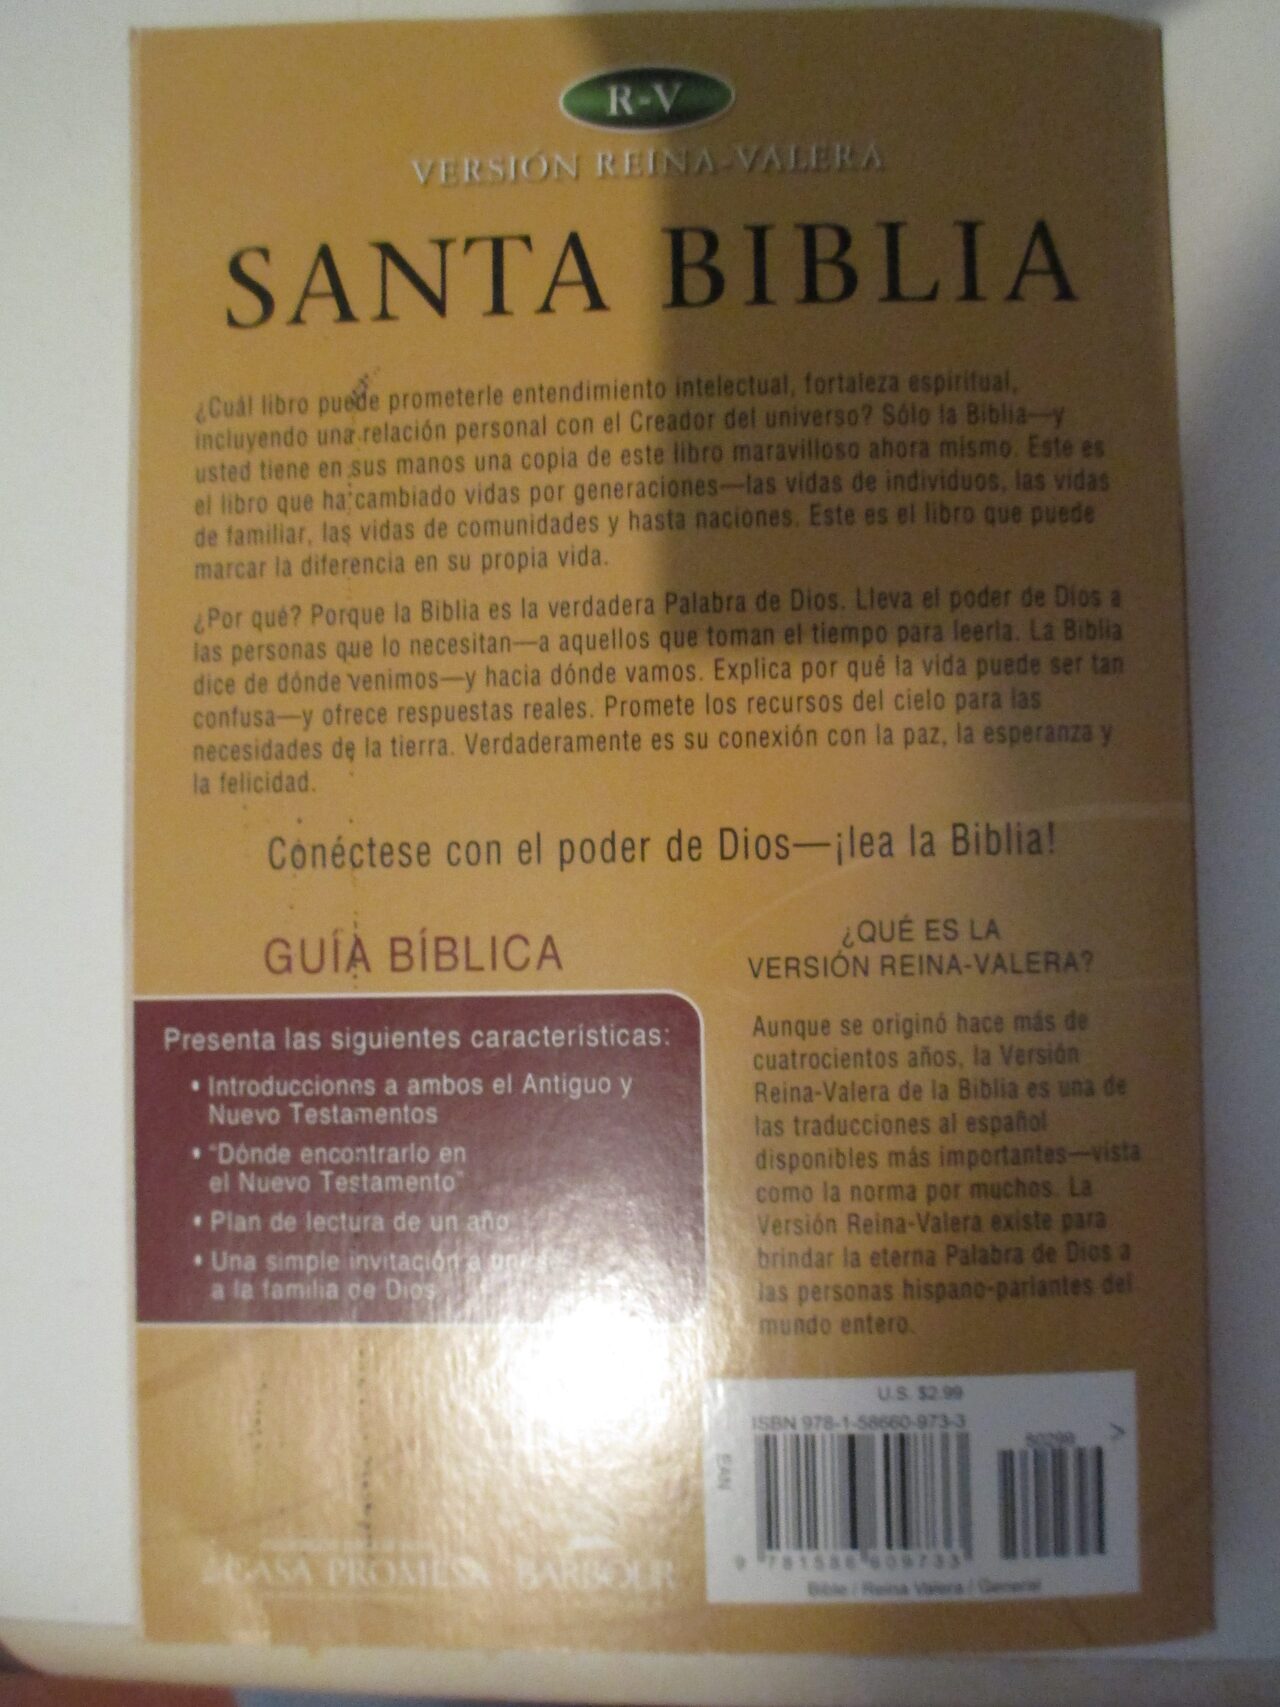 R-V
VERSIÓN REINA-VALERA
SANTA BIBLIA
¿Cuál libro puede prometerle entendimiento intelectual, fortaleza espiritual,
incluyendo una relación personal con el Creador del universo? Sólo la Biblia—y
usted tiene en sus manos una copia de este libro maravilloso ahora mismo. Este es
el libro que ha cambiado vidas por generaciones—las vidas de individuos, las vidas
de familiar, las vidas de comunidades y hasta naciones. Este es el libro que puede
marcar la diferencia en su propia vida.
¿Por qué? Porque la Biblia es la verdadera Palabra de Dios. Lleva el poder de Dios a
las personas que lo necesitan—a aquellos que toman el tiempo para leerla. La Biblia
dice de dónde venimos—y hacia dónde vamos. Explica por qué la vida puede ser tan
confusa—y ofrece respuestas reales. Promete los recursos del cielo para las
necesidades de la tierra. Verdaderamente es su conexión con la paz, la esperanza y
la felicidad.
Conéctese con el poder de Dios—¡lea la Biblia!
GUÍA BÍBLICA
Presenta las siguientes características:
• Introducciones a ambos el Antiguo y
Nuevo Testamentos
• "Dónde encontrarlo en
el Nuevo Testamento"
• Plan de lectura de un año
• Una simple invitación a
a la familia de Dios
¿QUÉ ES LA
VERSIÓN REINA-VALERA?
Aunque se originó hace más de
cuatrocientos años, la Versión
Reina-Valera de la Biblia es una de
las traducciones al español
disponibles más importantes—vista
como la norma por muchos. La
Versión Reina-Valera existe para
brindar la eterna Palabra de Dios a
las personas hispano-parlantes del
mundo entero.
CASA PROMESA
BARBOUR
U.S. $2.99
ISBN 978-1-58660-973-3
50299
EAN
9 781586 609733
Bible / Reina Valera / General